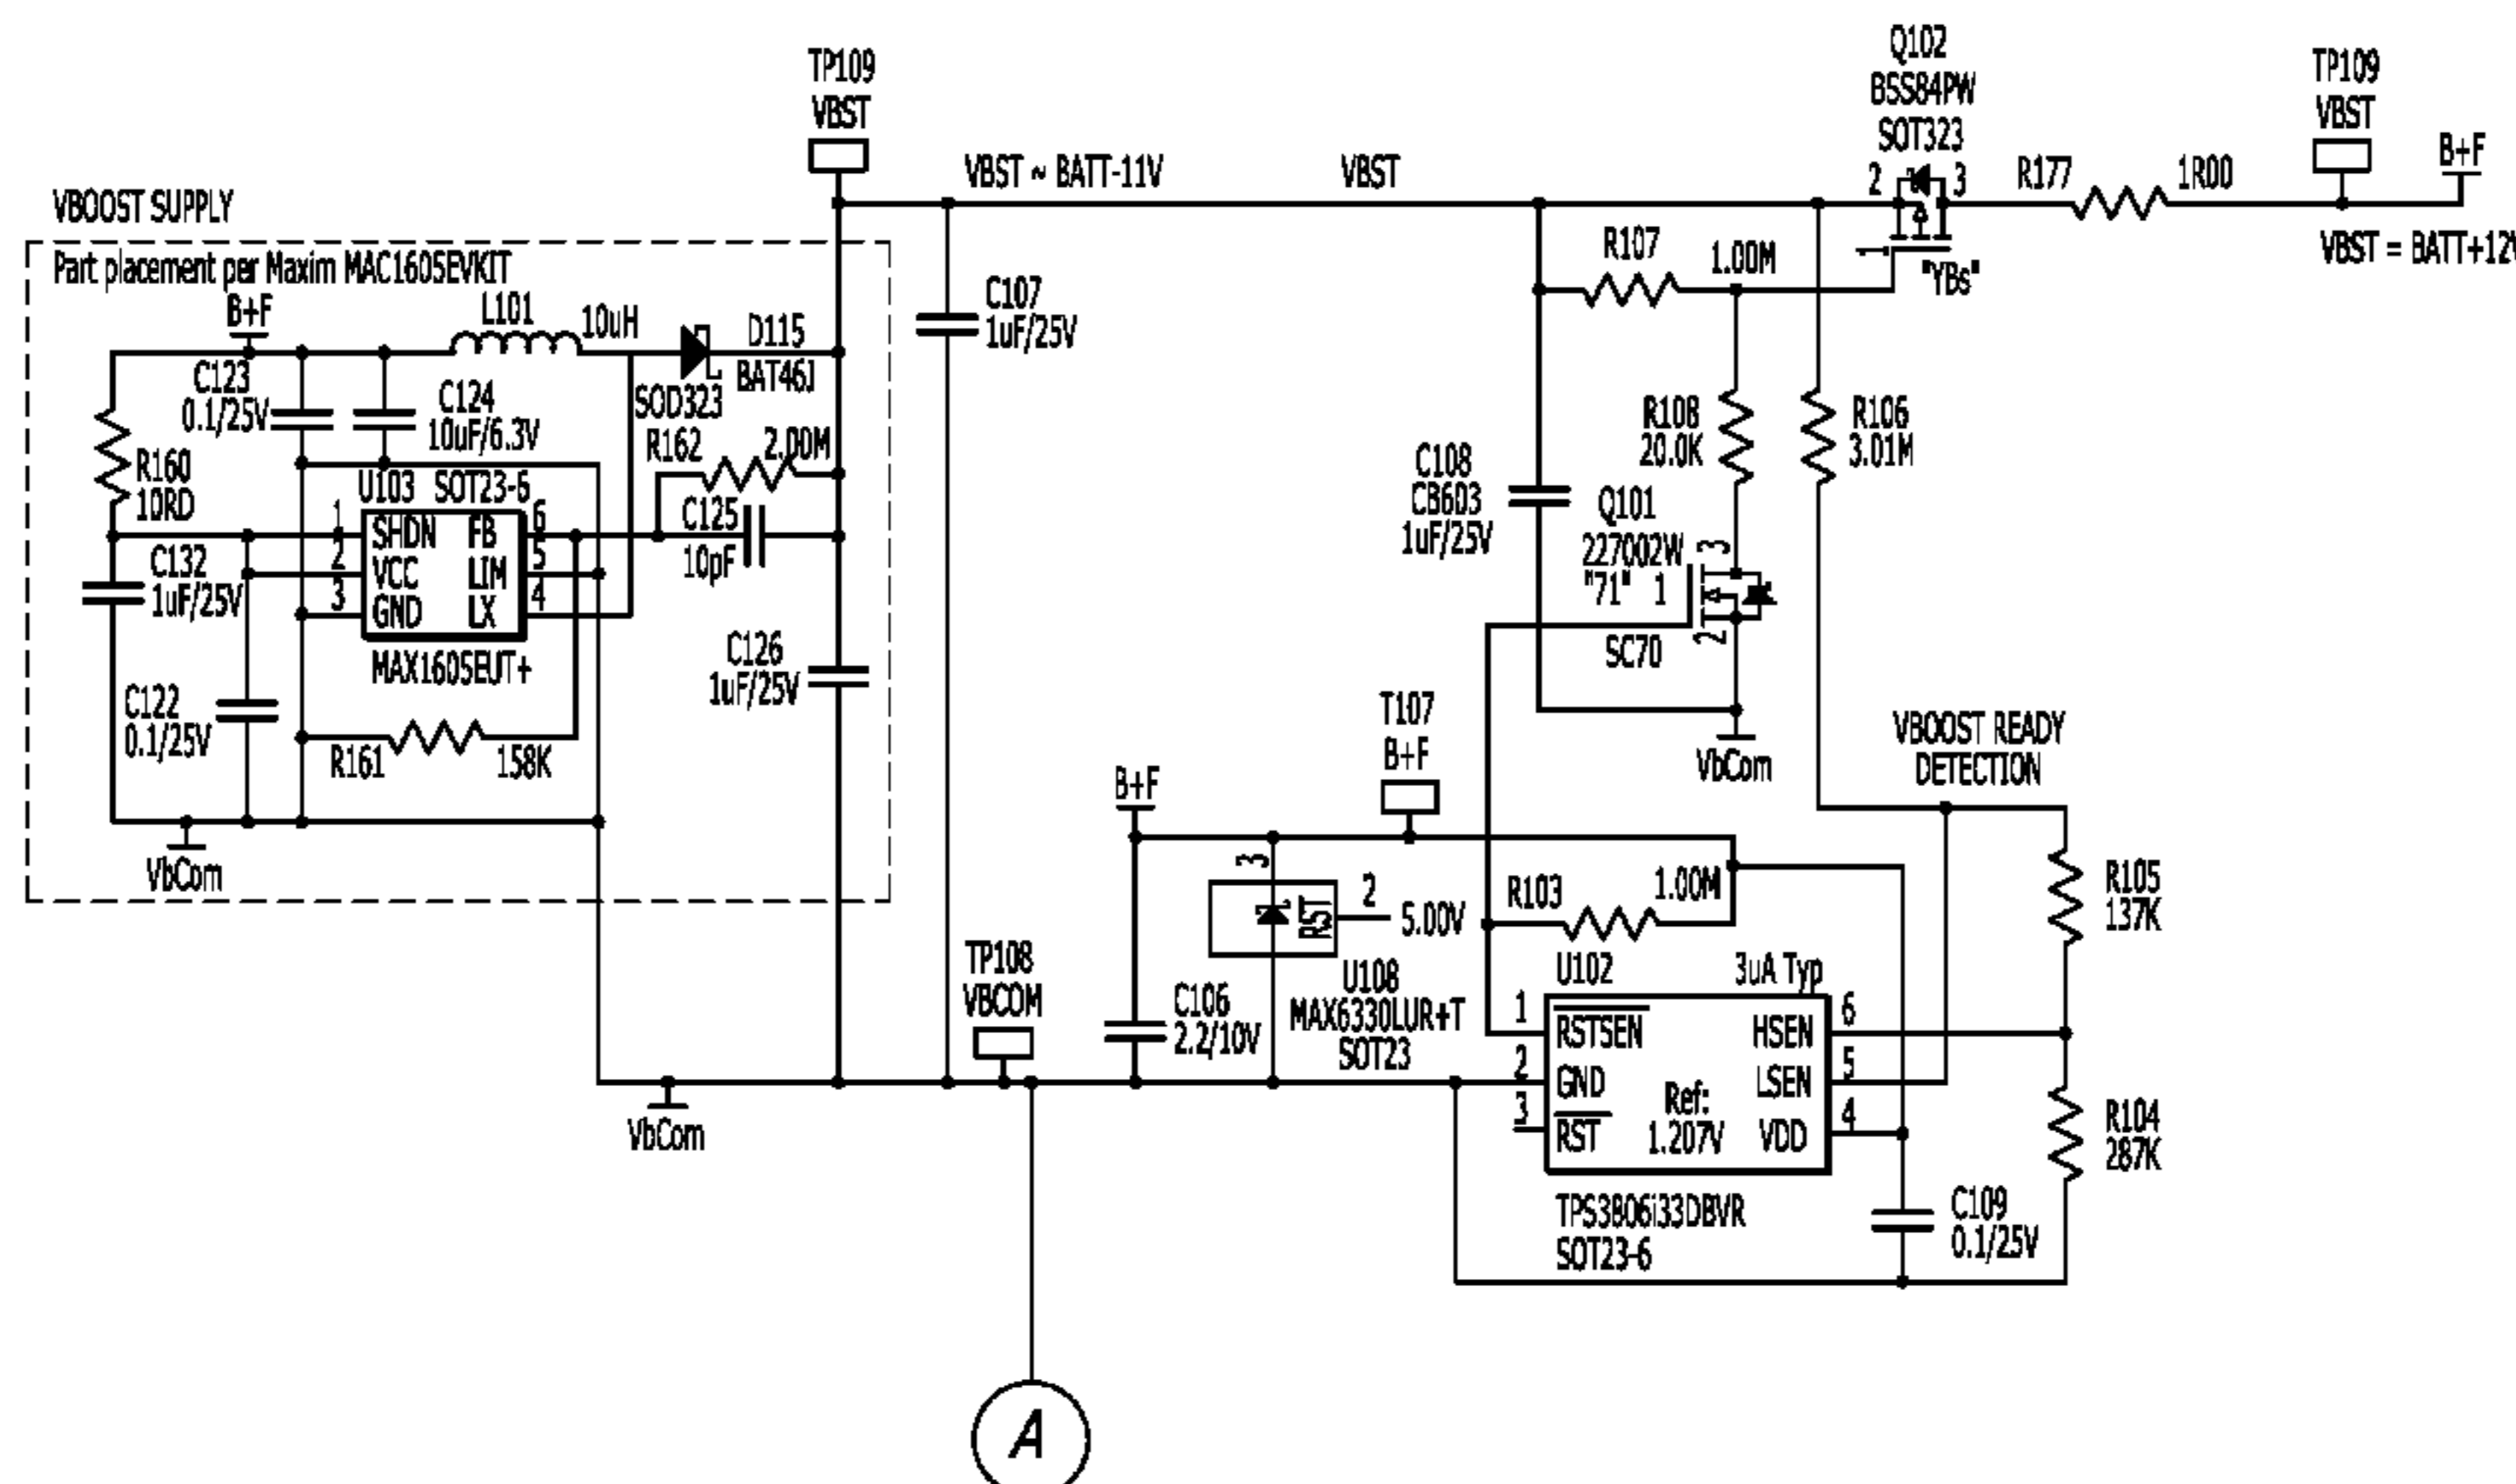 Q102
BSS84PW
SOT323
TP109
VBST
TP109
VBST
B+F
VBST ~ BATT-11V
VBST
2
3
R177
1R00
1
"YBs"
VBST = BATT+12V
VBOOST SUPPLY
Part placement per Maxim MAC1605EVKIT
B+F
L101
10uH
D115
BAT46J
SOD323
C123
0.1/25V
C124
10uF/6.3V
R162
2.00M
R160
10RD
U103 SOT23-6
C125
10pF
1
2
3
SHDN FB
VCC LIM
GND LX
6
5
4
MAX1605EUT+
C132
1uF/25V
C122
0.1/25V
R161
158K
C126
1uF/25V
VbCom
C107
1uF/25V
R107
1.00M
R108
20.0K
R106
3.01M
C108
CB603
1uF/25V
Q101
227002W
"71" 1
3
2
SC70
VbCom
VBOOST READY
DETECTION
T107
B+F
B+F
3
2
RST
5.00V
R103
1.00M
R105
137K
TP108
VBCOM
C106
2.2/10V
U108
MAX6330LUR+T
SOT23
U102
3uA Typ
1
2
3
RSTSEN HSEN
GND LSEN
RST VDD
Ref:
1.207V
6
5
4
R104
287K
VbCom
TPS3806i33DBVR
SOT23-6
C109
0.1/25V
A